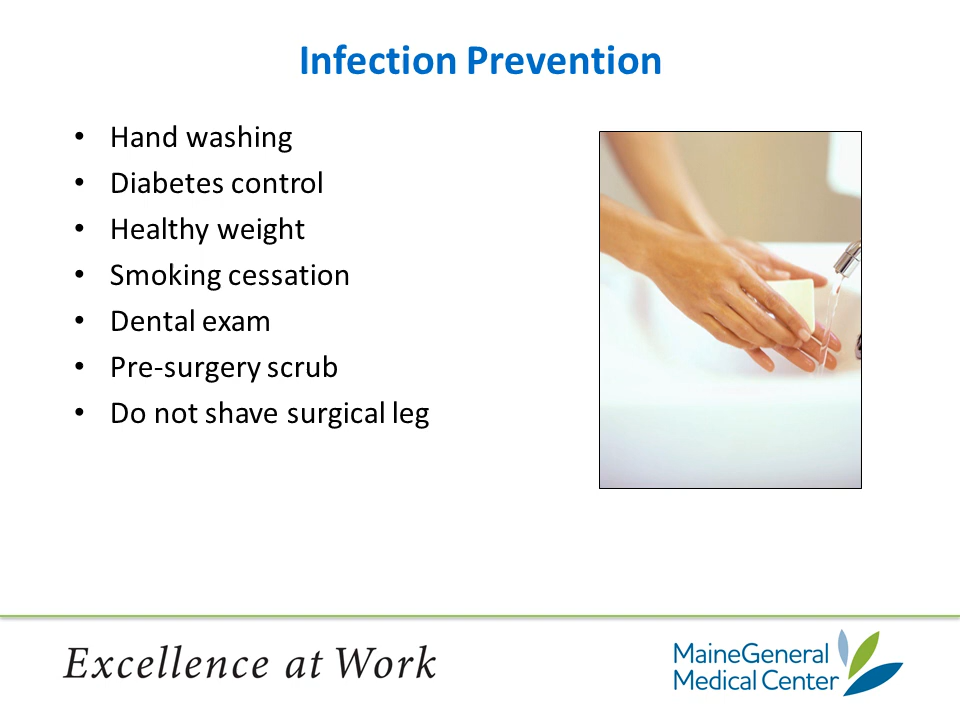 Infection Prevention
• Hand washing
• Diabetes control
• Healthy weight
• Smoking cessation
• Dental exam
• Pre-surgery scrub
• Do not shave surgical leg
Excellence at Work
MaineGeneral
Medical Center